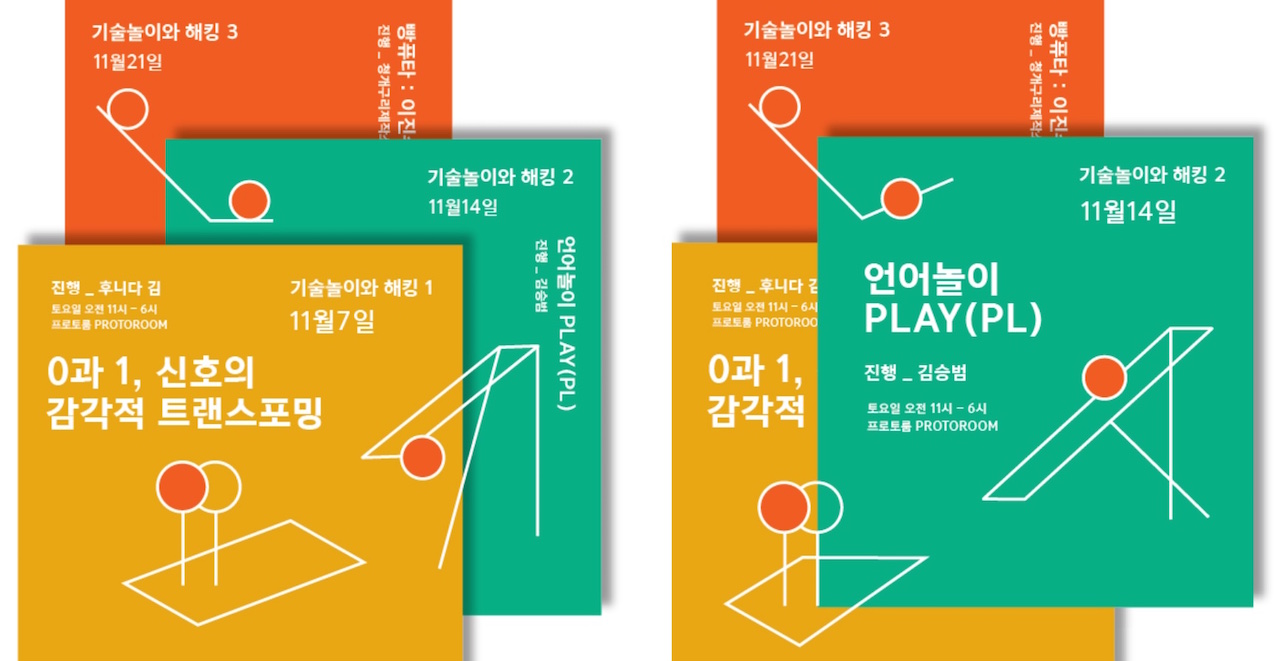 기술놀이와 해킹 3
11월21일
빵퓨타 : 이진
진행 _ 청개구리제작
기술놀이와 해킹 2
11월14일
언어놀이 PLAY(PL)
진행 _ 김승범
진행 _ 후니다 김
토요일 오전 11시 – 6시
프로토룸 PROTOROOM
기술놀이와 해킹 1
11월7일
0과 1, 신호의
감각적 트랜스포밍
기술놀이와 해킹 3
11월21일
빵퓨타 : 이진
진행 _ 청개구리제작
기술놀이와 해킹 2
11월14일
언어놀이
PLAY(PL)
진행 _ 김승범
토요일 오전 11시 – 6시
프로토룸 PROTOROOM
진행 _ 후니다
토요일 오전 11시 – 6
프로토룸 PROTOROO
0과 1,
감각적